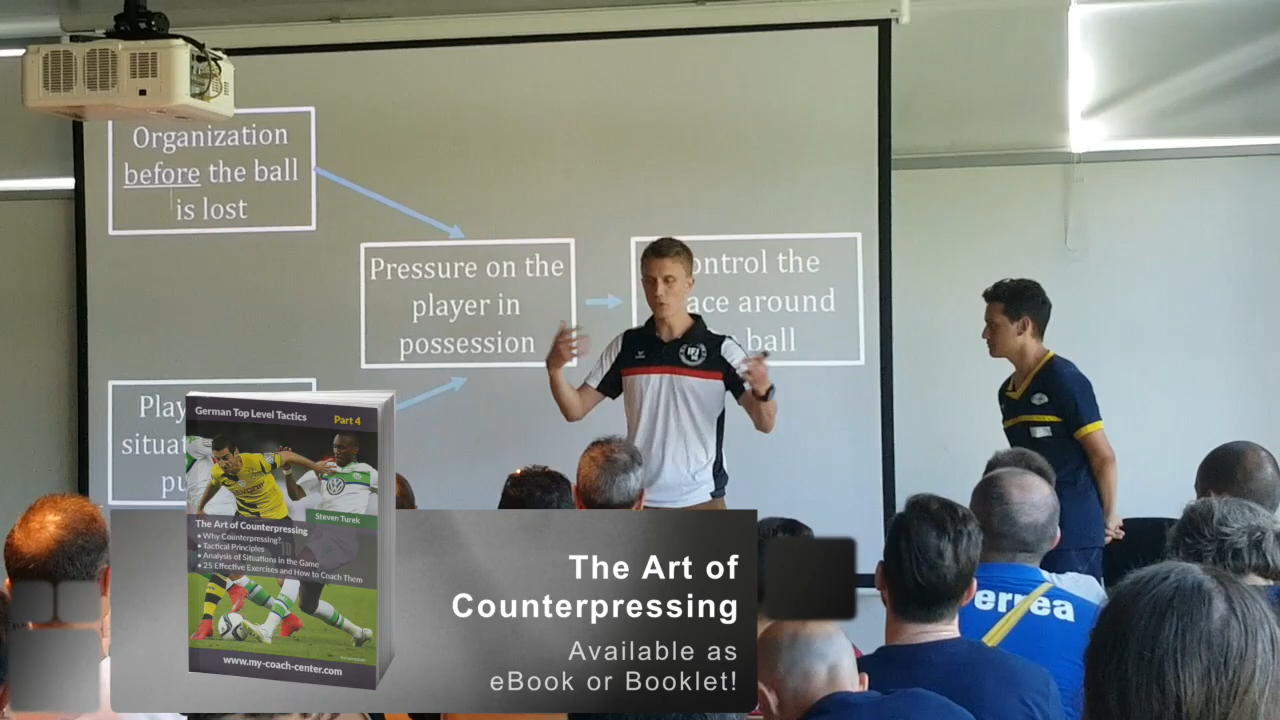 Organization
before the ball
is lost
Pressure on the
player in
possession
the
around
ball
German Top Level Tactics
Part 4
Steven Turek
The Art of Counterpressing
• Why Counterpressing?
• Tactical Principles
• Analysis of Situations in the Game
• 25 Effective Exercises and How to Coach Them
www.my-coach-center.com
The Art of
Counterpressing
Available as
eBook or Booklet!